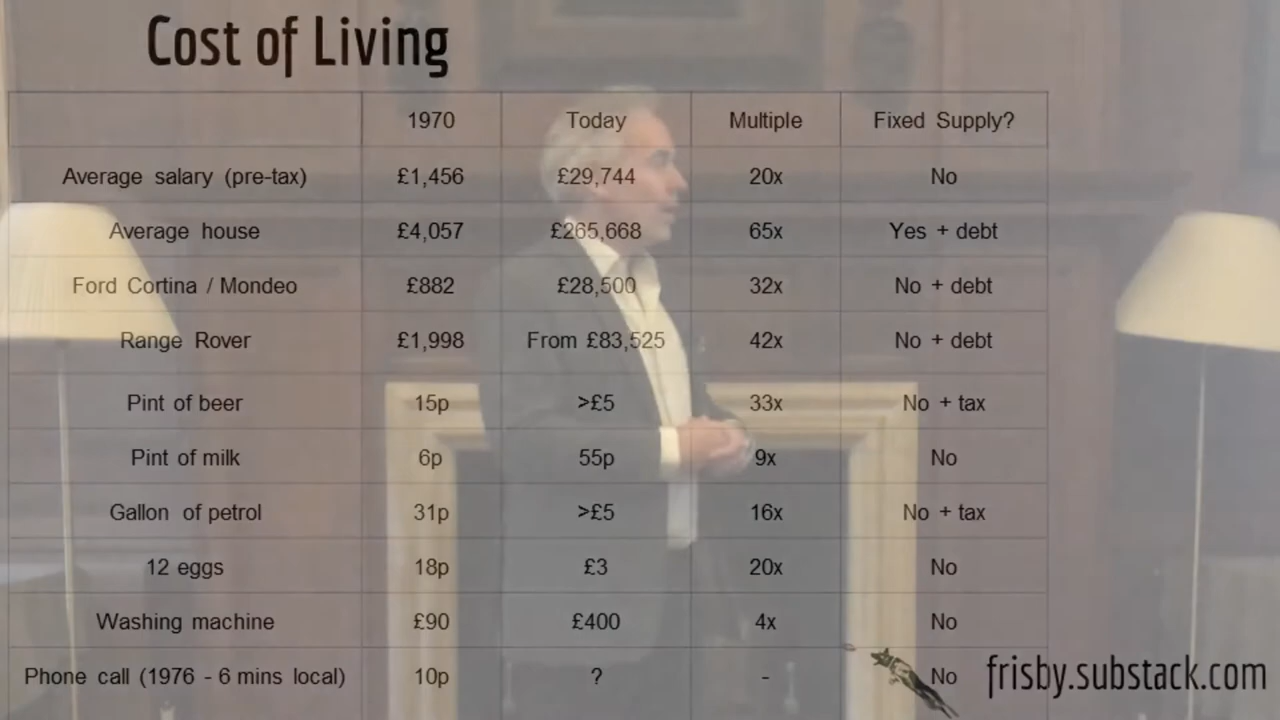 Cost of Living
1970 Today Multiple Fixed Supply?
Average salary (pre-tax) £1,456 £29,744 20x No
Average house £4,057 £265,668 65x Yes + debt
Ford Cortina / Mondeo £882 £28,500 32x No + debt
Range Rover £1,998 From £83,525 42x No + debt
Pint of beer 15p >£5 33x No + tax
Pint of milk 6p 55p 9x No
Gallon of petrol 31p >£5 16x No + tax
12 eggs 18p £3 20x No
Washing machine £90 £400 4x No
Phone call (1976 - 6 mins local) 10p ? - No
frisby.substack.com